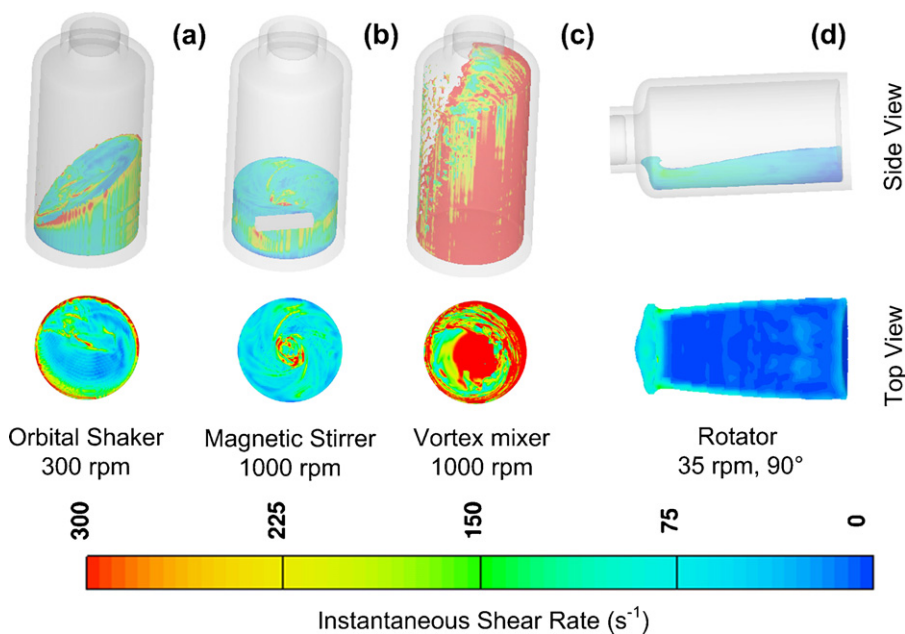 (a)
(b)
(c)
(d)
Side View
Top View
Orbital Shaker
300 rpm
Magnetic Stirrer
1000 rpm
Vortex mixer
1000 rpm
Rotator
35 rpm, 90°
300
225
150
75
0
Instantaneous Shear Rate (s⁻¹)